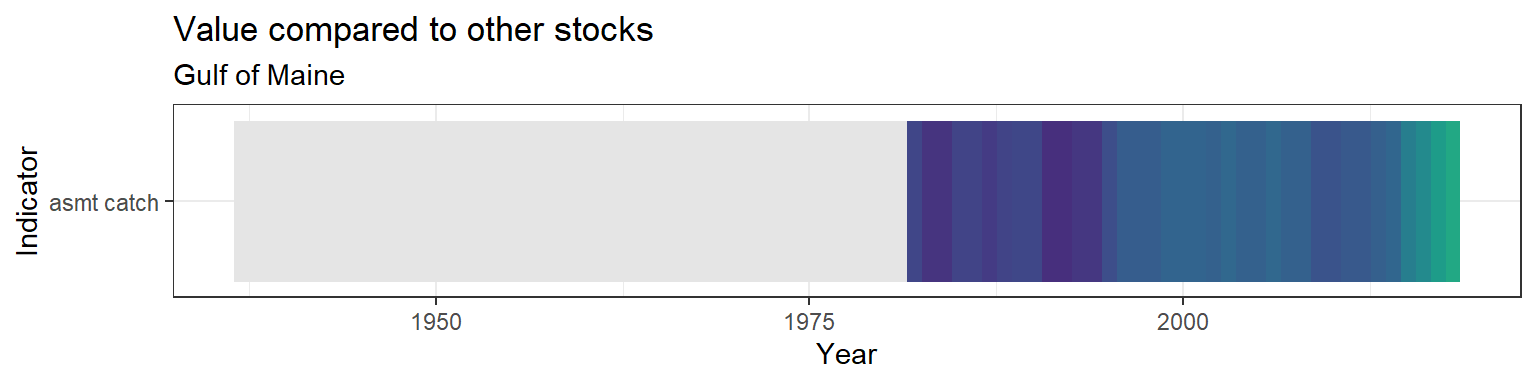 Value compared to other stocks
Gulf of Maine
Indicator
asmt catch
1950 1975 2000
Year